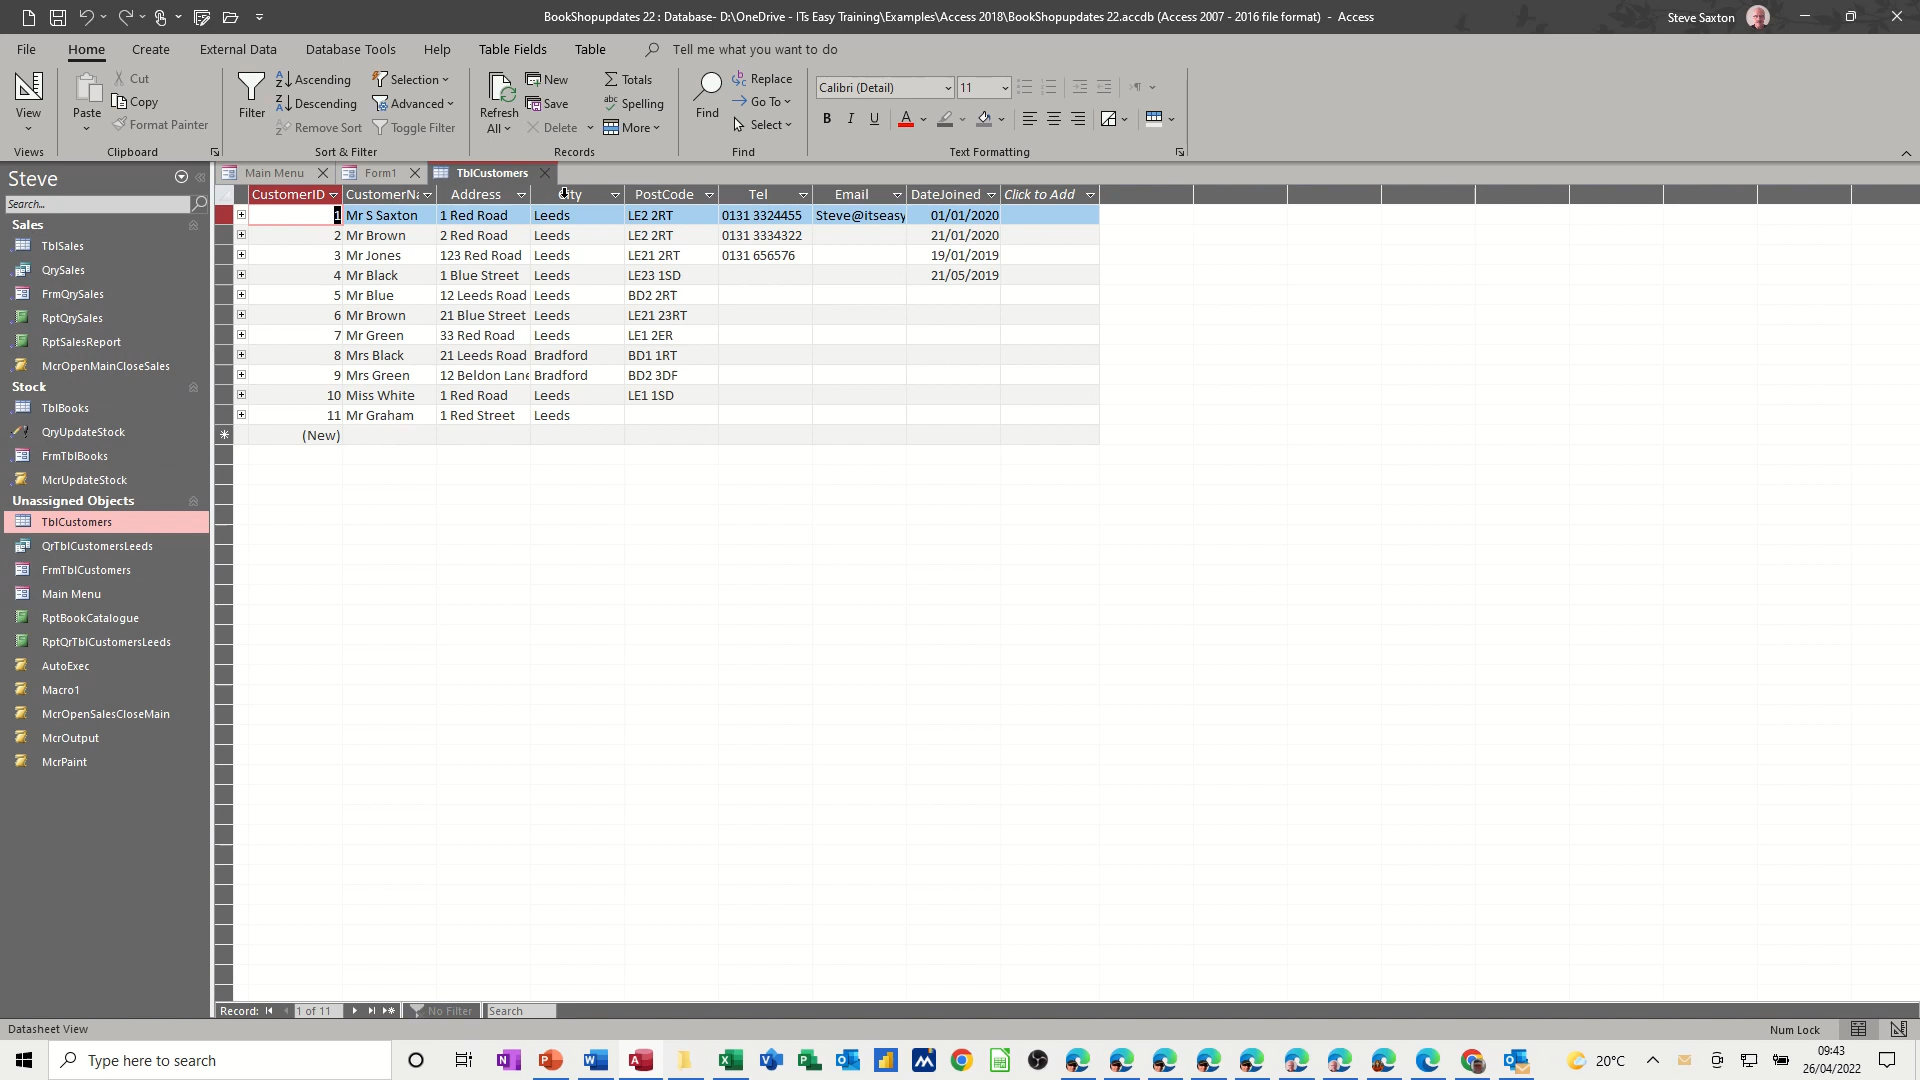 BookShopupdates 22 : Database- D:\OneDrive - ITs Easy Training\Examples\Access 2018\BookShopupdates 22.accdb (Access 2007 - 2016 file format) - Access
Steve Saxton
File Home Create External Data Database Tools Help Table Fields Table Tell me what you want to do
View
Views
Paste
Cut
Copy
Format Painter
Clipboard
Filter
Ascending
Descending
Remove Sort
Selection
Advanced
Toggle Filter
Sort & Filter
Refresh
All
New
Save
Delete
Totals
Spelling
More
Records
Find
Replace
Go To
Select
Find
Calibri (Detail) 11
B I U A
Text Formatting
Steve
Search...
Sales
TblSales
QrySales
FrmQrySales
RptQrySales
RptSalesReport
McrOpenMainCloseSales
Stock
TblBooks
QryUpdateStock
FrmTblBooks
McrUpdateStock
Unassigned Objects
TblCustomers
QrTblCustomersLeeds
FrmTblCustomers
Main Menu
RptBookCatalogue
RptQrTblCustomersLeeds
AutoExec
Macro1
McrOpenSalesCloseMain
McrOutput
McrPaint
Main Menu Form1 TblCustomers
CustomerID CustomerNa Address City PostCode Tel Email DateJoined Click to Add
1 Mr S Saxton 1 Red Road Leeds LE2 2RT 0131 3324455 Steve@itseasy 01/01/2020
2 Mr Brown 2 Red Road Leeds LE2 2RT 0131 3334322 21/01/2020
3 Mr Jones 123 Red Road Leeds LE21 2RT 0131 656576 19/01/2019
4 Mr Black 1 Blue Street Leeds LE23 1SD 21/05/2019
5 Mr Blue 12 Leeds Road Leeds BD2 2RT
6 Mr Brown 21 Blue Street Leeds LE21 23RT
7 Mr Green 33 Red Road Leeds LE1 2ER
8 Mrs Black 21 Leeds Road Bradford BD1 1RT
9 Mrs Green 12 Beldon Lane Bradford BD2 3DF
10 Miss White 1 Red Road Leeds LE1 1SD
11 Mr Graham 1 Red Street Leeds
(New)
Record: 1 of 11 No Filter Search
Datasheet View
Num Lock
Type here to search
20°C
09:43
26/04/2022